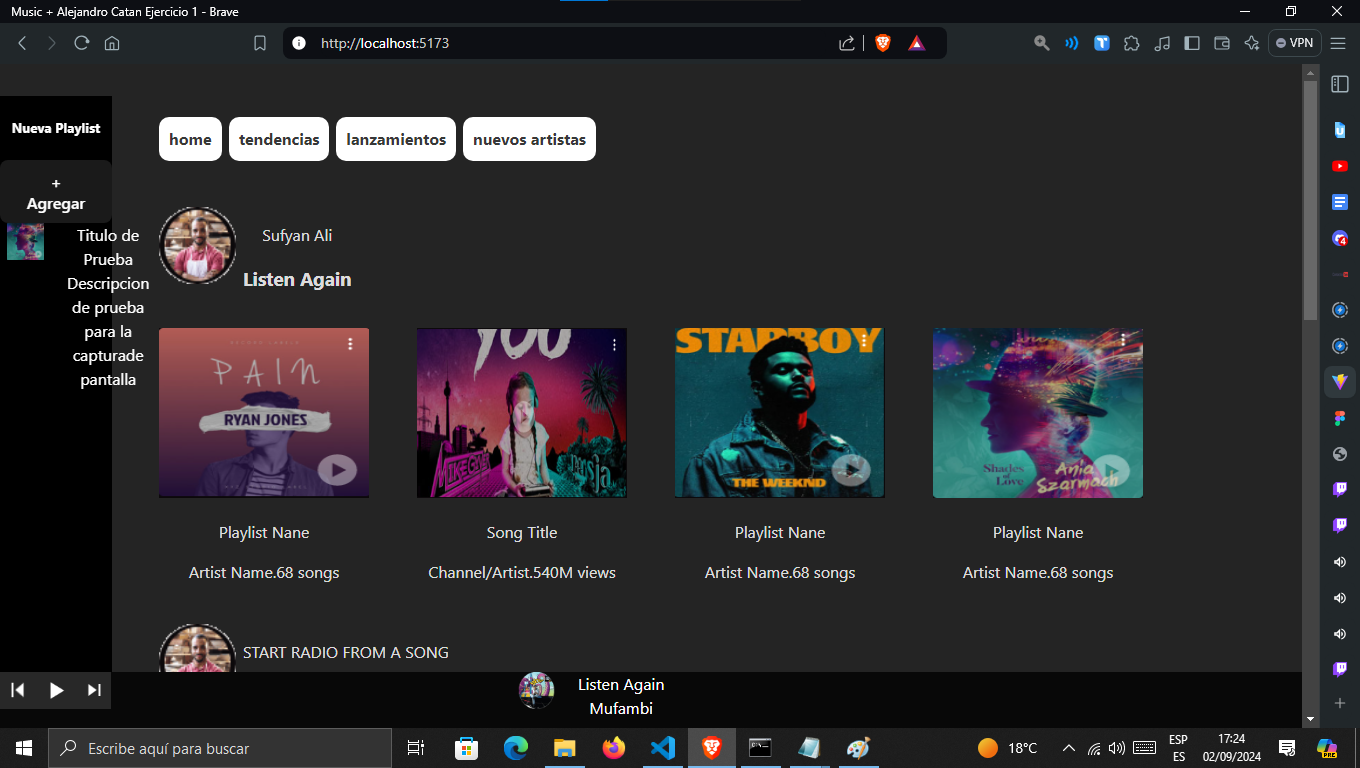 Music + Alejandro Catan Ejercicio 1 - Brave
http://localhost:5173
VPN
Nueva Playlist
+
Agregar
Titulo de
Prueba
Descripcion
de prueba
para la
capturade
pantalla
home
tendencias
lanzamientos
nuevos artistas
Sufyan Ali
Listen Again
PAIN
RYAN JONES
YOU
MIKE
STARBOY
THE WEEKND
Shades
of Love
Ania
Szarmach
Playlist Nane
Artist Name.68 songs
Song Title
Channel/Artist.540M views
Playlist Nane
Artist Name.68 songs
Playlist Nane
Artist Name.68 songs
START RADIO FROM A SONG
Listen Again
Mufambi
Escribe aquí para buscar
18°C
ESP
ES
17:24
02/09/2024